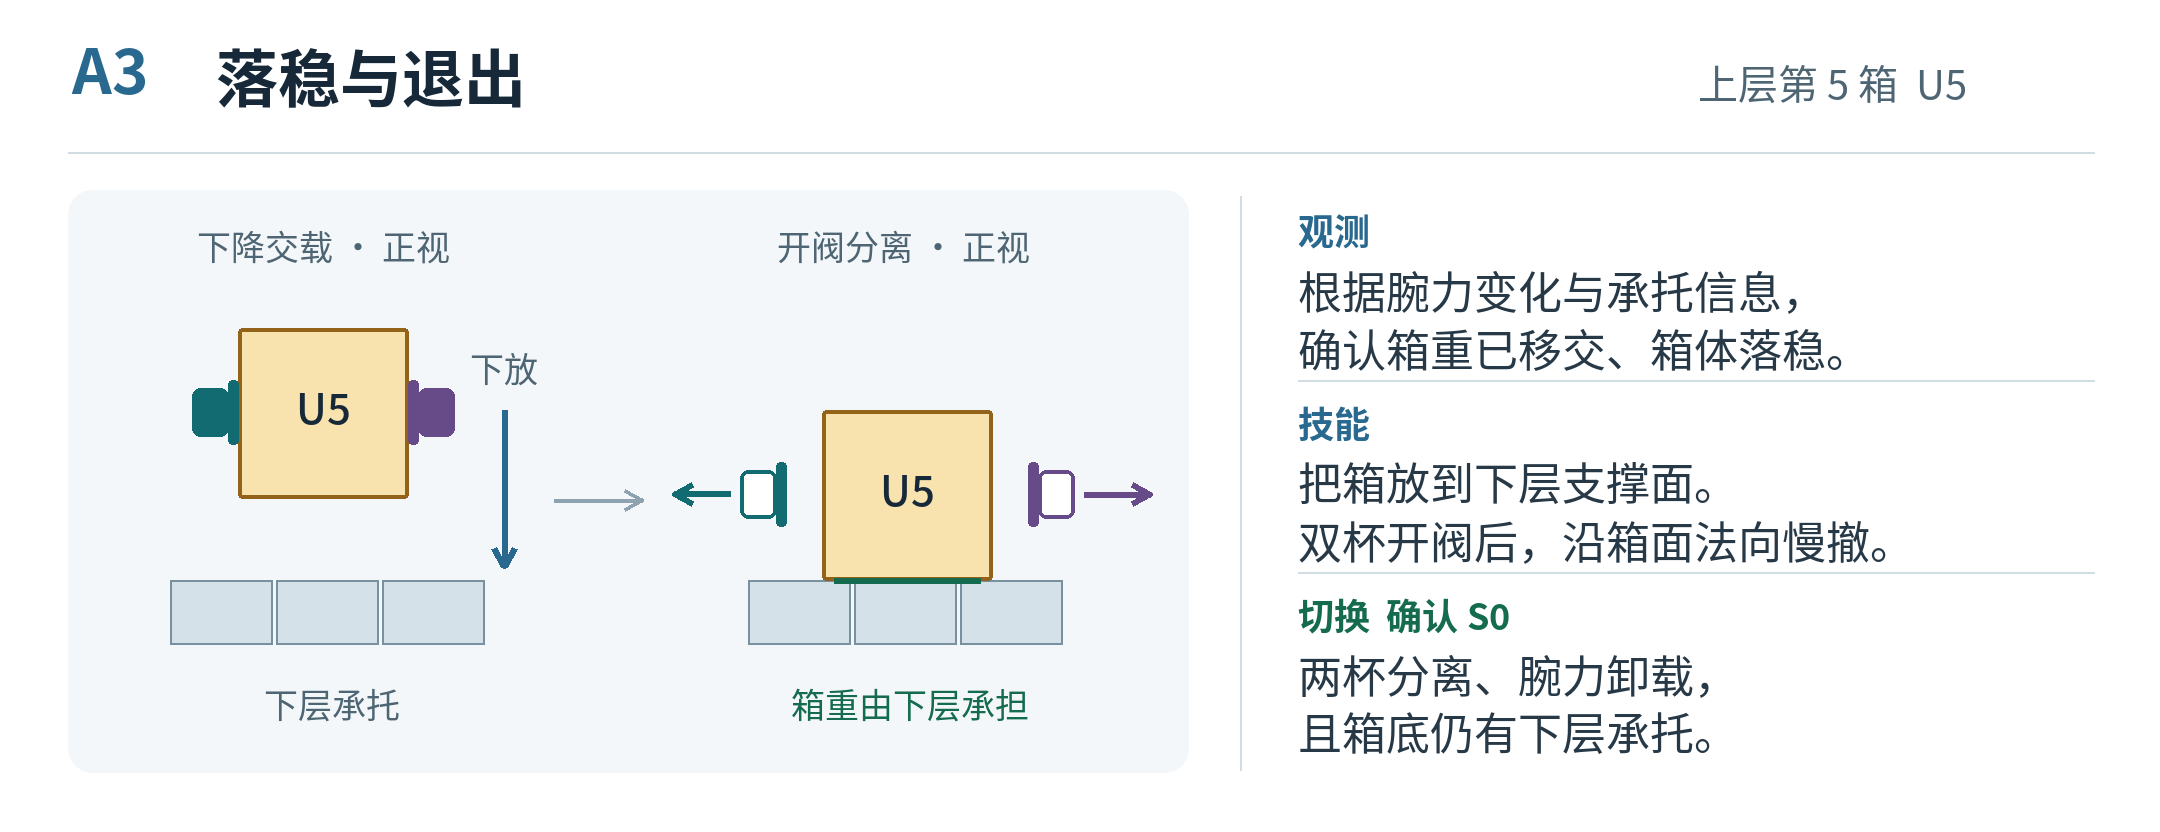 A3 落稳与退出
上层第 5 箱 U5
下降交载 · 正视
开阀分离 · 正视
下放
U5
U5
下层承托
箱重由下层承担
观测
根据腕力变化与承托信息，
确认箱重已移交、箱体落稳。
技能
把箱放到下层支撑面。
双杯开阀后，沿箱面法向慢撤。
切换 确认 S0
两杯分离、腕力卸载，
且箱底仍有下层承托。